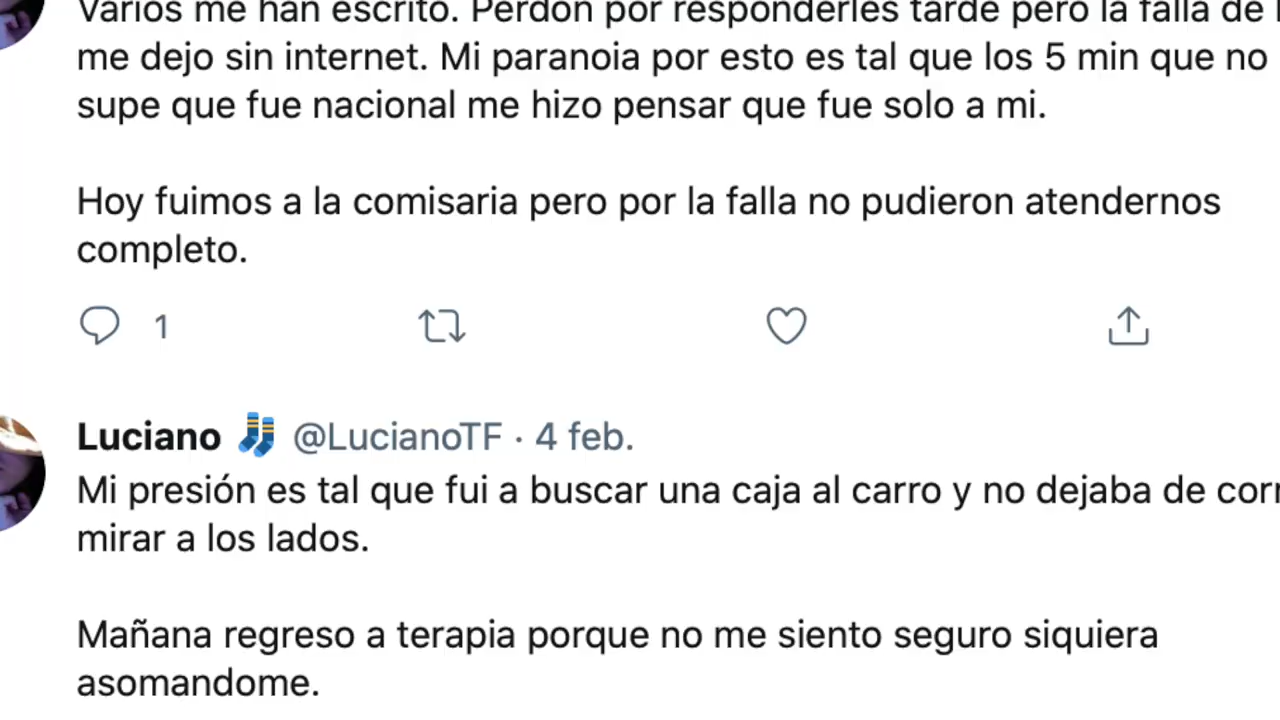 Varios me han escrito. Perdon por responderles tarde pero la falla de
me dejo sin internet. Mi paranoia por esto es tal que los 5 min que no
supe que fue nacional me hizo pensar que fue solo a mi.
Hoy fuimos a la comisaria pero por la falla no pudieron atendernos
completo.
1
Luciano 🧦 @LucianoTF · 4 feb.
Mi presión es tal que fui a buscar una caja al carro y no dejaba de
mirar a los lados.
Mañana regreso a terapia porque no me siento seguro siquiera
asomandome.